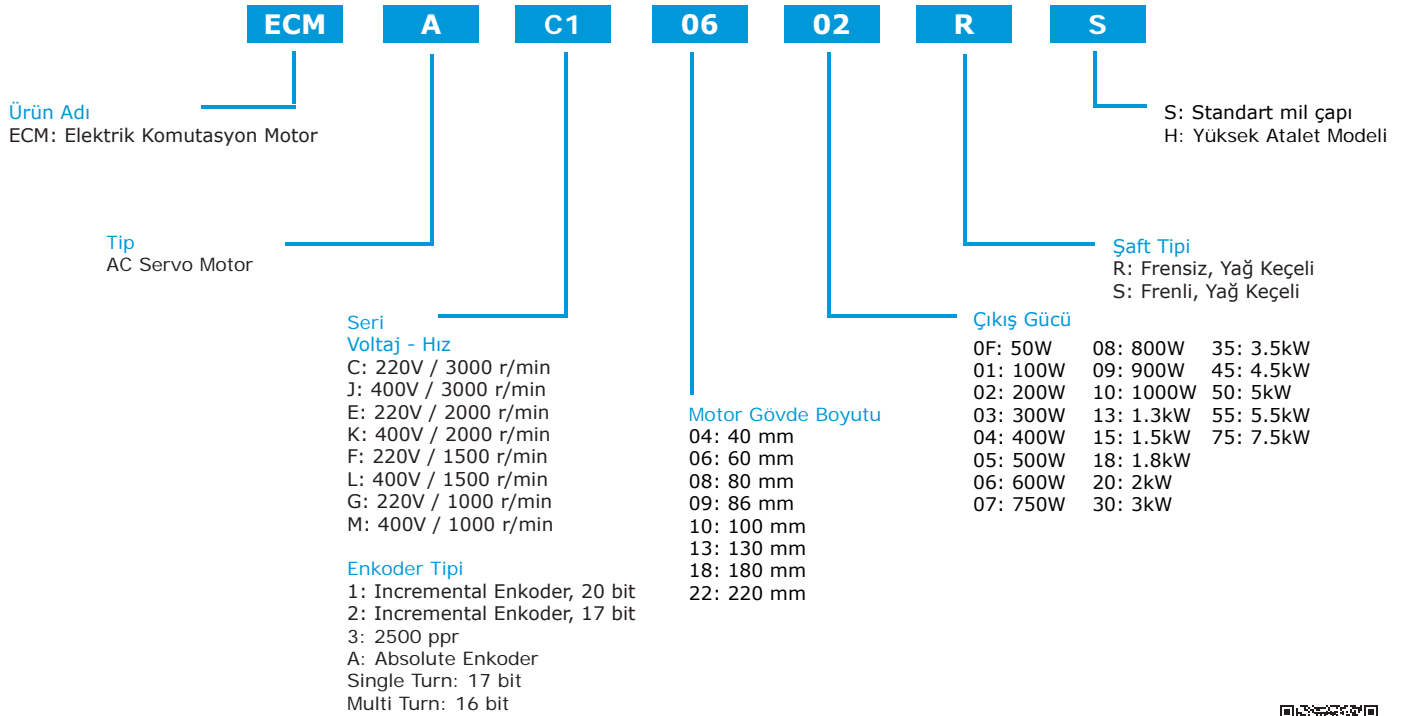 ECM A C1 06 02 R S
Ürün Adı
ECM: Elektrik Komutasyon Motor
S: Standart mil çapı
H: Yüksek Atalet Modeli
Tip
AC Servo Motor
Şaft Tipi
R: Frensiz, Yağ Keçeli
S: Frenli, Yağ Keçeli
Seri
Voltaj - Hız
C: 220V / 3000 r/min
J: 400V / 3000 r/min
E: 220V / 2000 r/min
K: 400V / 2000 r/min
F: 220V / 1500 r/min
L: 400V / 1500 r/min
G: 220V / 1000 r/min
M: 400V / 1000 r/min
Enkoder Tipi
1: Incremental Enkoder, 20 bit
2: Incremental Enkoder, 17 bit
3: 2500 ppr
A: Absolute Enkoder
Single Turn: 17 bit
Multi Turn: 16 bit
Motor Gövde Boyutu
04: 40 mm
06: 60 mm
08: 80 mm
09: 86 mm
10: 100 mm
13: 130 mm
18: 180 mm
22: 220 mm
Çıkış Gücü
0F: 50W 08: 800W 35: 3.5kW
01: 100W 09: 900W 45: 4.5kW
02: 200W 10: 1000W 50: 5kW
03: 300W 13: 1.3kW 55: 5.5kW
04: 400W 15: 1.5kW 75: 7.5kW
05: 500W 18: 1.8kW
06: 600W 20: 2kW
07: 750W 30: 3kW